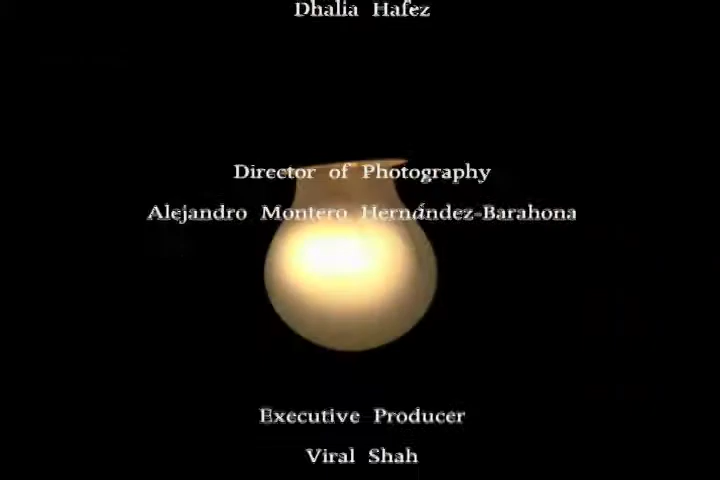 Dhalia Hafez
Director of Photography
Alejandro Montero Hernández-Barahona
Executive Producer
Viral Shah